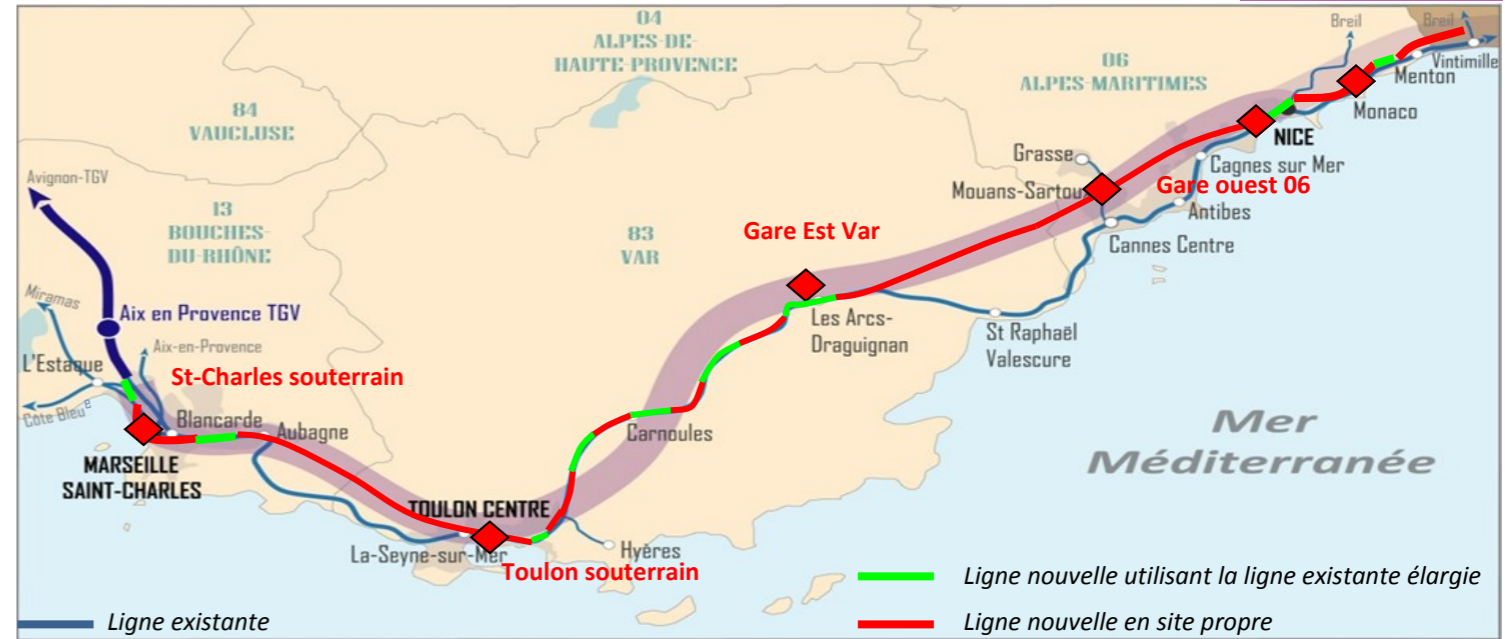 04
ALPES-DE-
HAUTE-PROVENCE
Breil
Breil
Vintimille
06
ALPES-MARITIMES
Menton
Monaco
84
VAUCLUSE
NICE
Grasse
Cagnes sur Mer
Mouans-Sartou
Gare ouest 06
Antibes
Avignon-TGV
13
BOUCHES-
DU-RHÔNE
83
VAR
Gare Est Var
Cannes Centre
Miramas
Aix en Provence TGV
Les Arcs-
Draguignan
St Raphaël
Valescure
Aix-en-Provence
L'Estaque
St-Charles souterrain
Côte Bleue
Blancarde
Aubagne
Carnoules
Mer
Méditerranée
MARSEILLE
SAINT-CHARLES
TOULON CENTRE
La-Seyne-sur-Mer
Hyères
Toulon souterrain
Ligne nouvelle utilisant la ligne existante élargie
Ligne existante
Ligne nouvelle en site propre